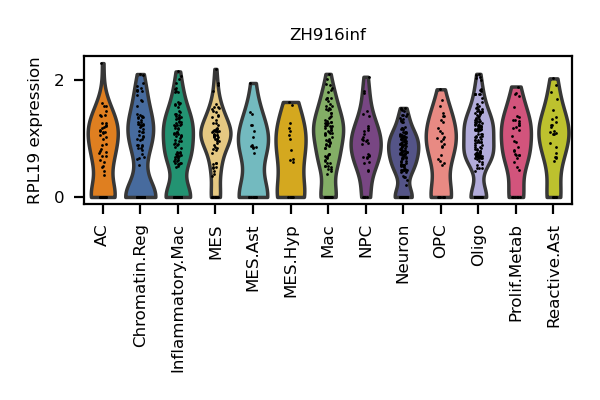 ZH916inf
RPL19 expression
2
0
AC
Chromatin.Reg
Inflammatory.Mac
MES
MES.Ast
MES.Hyp
Mac
NPC
Neuron
OPC
Oligo
Prolif.Metab
Reactive.Ast